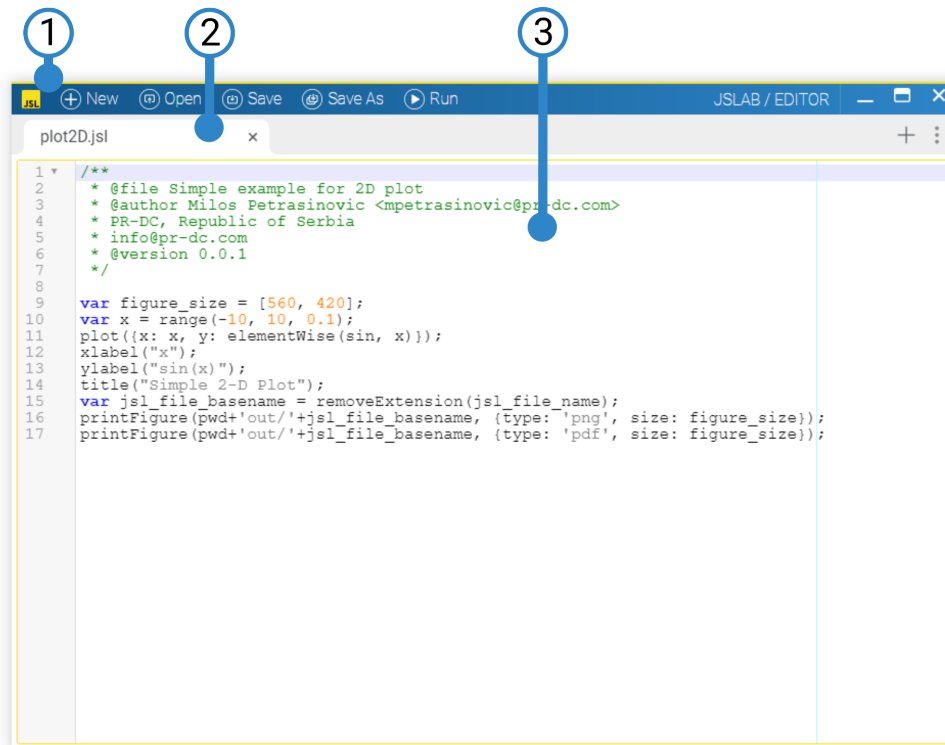 1 2 3
JSL New Open Save Save As Run JSLAB / EDITOR
plot2D.jsl
1 /**
2  * @file Simple example for 2D plot
3  * @author Milos Petrasinovic <mpetrasinovic@pr-dc.com>
4  * PR-DC, Republic of Serbia
5  * info@pr-dc.com
6  * @version 0.0.1
7  */
8
9 var figure_size = [560, 420];
10 var x = range(-10, 10, 0.1);
11 plot({x: x, y: elementWise(sin, x)});
12 xlabel("x");
13 ylabel("sin(x)");
14 title("Simple 2-D Plot");
15 var jsl_file_basename = removeExtension(jsl_file_name);
16 printFigure(pwd+'out/'+jsl_file_basename, {type: 'png', size: figure_size});
17 printFigure(pwd+'out/'+jsl_file_basename, {type: 'pdf', size: figure_size});